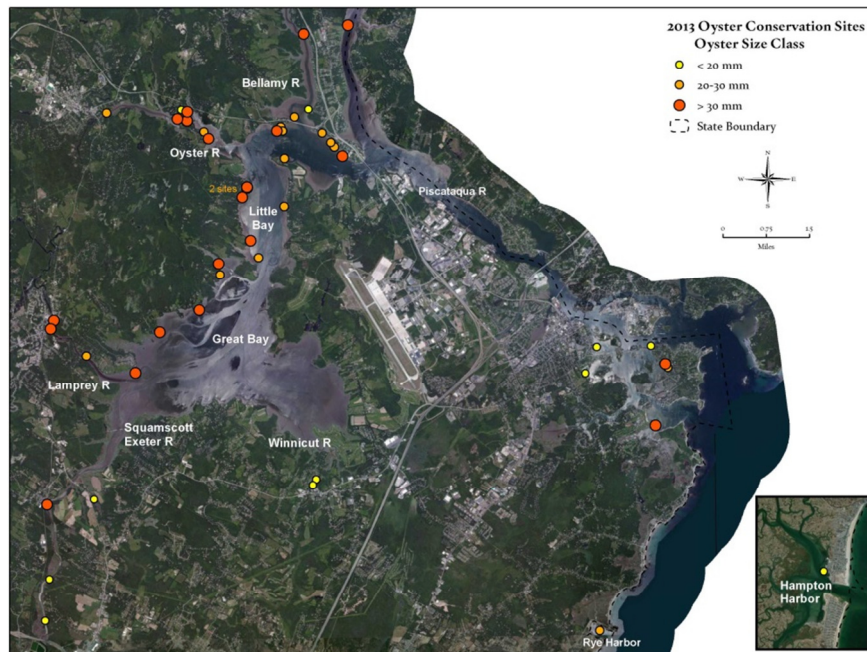 2013 Oyster Conservation Sites
Oyster Size Class
< 20 mm
20-30 mm
> 30 mm
State Boundary
N
W E
S
0 0.75 1.5
Miles
Bellamy R
Oyster R
Piscataqua R
2 sites
Little
Bay
Great Bay
Lamprey R
Squamscott
Exeter R
Winnicut R
Hampton
Harbor
Rye Harbor